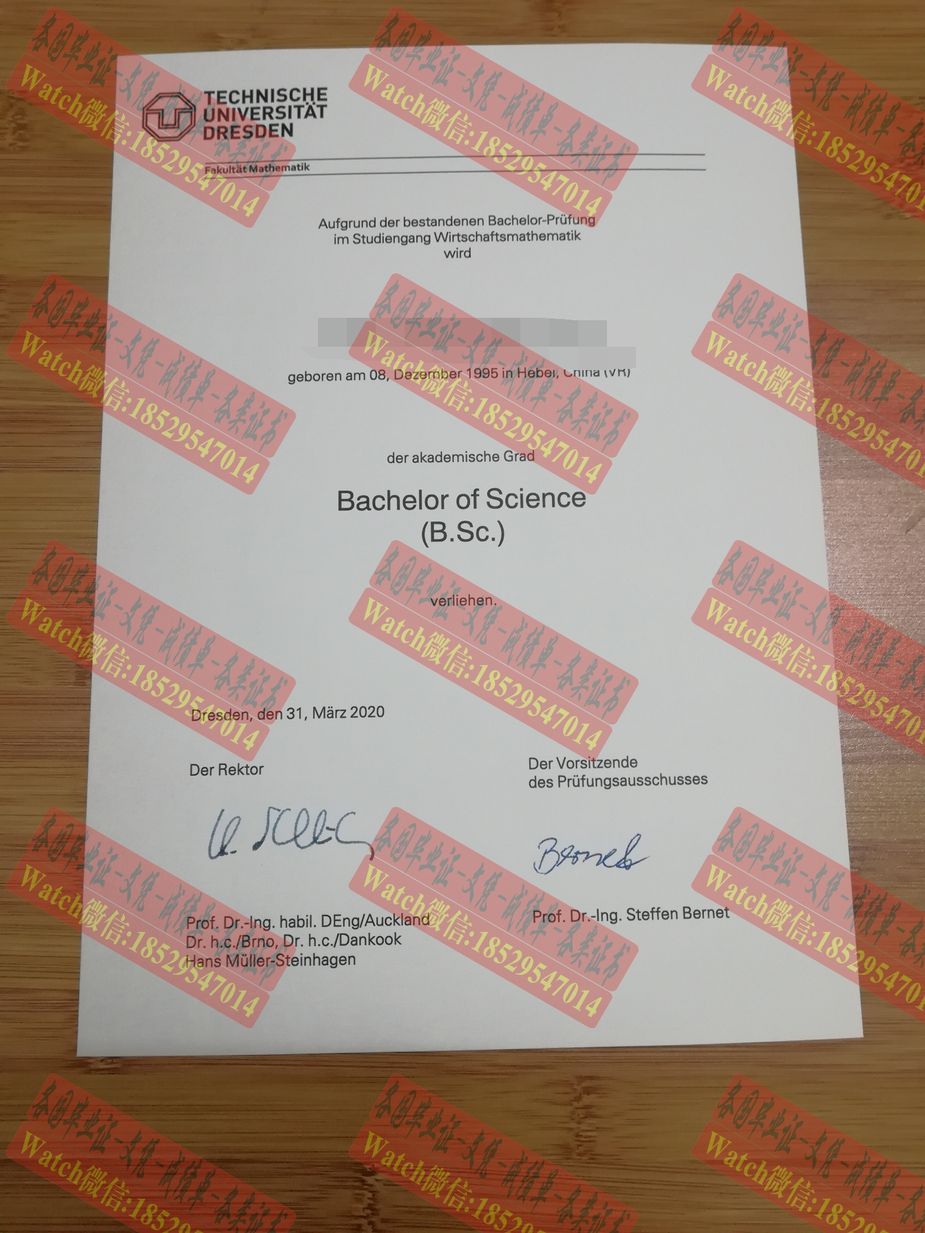 TECHNISCHE
UNIVERSITÄT
DRESDEN
Fakultät Mathematik
Aufgrund der bestandenen Bachelor-Prüfung
im Studiengang Wirtschaftsmathematik
wird
geboren am 08, Dezember 1995 in Hebei, China (VR)
der akademische Grad
Bachelor of Science
(B.Sc.)
verliehen.
Dresden, den 31, März 2020
Der Rektor
Der Vorsitzende
des Prüfungsausschusses
Prof. Dr.-Ing. habil. DEng/Auckland
Dr. h.c./Brno, Dr. h.c./Dankook
Hans Müller-Steinhagen
Prof. Dr.-Ing. Steffen Bernet
各国毕业证-文凭-成绩单-各类证书
Watch微信:18529547014